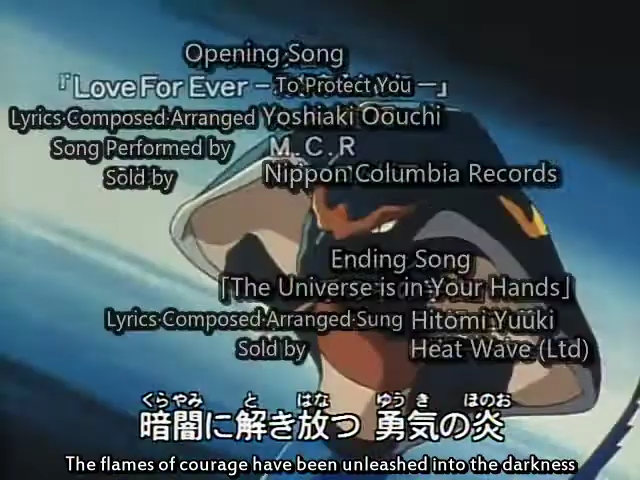 Opening Song
『Love For Ever －To Protect You－』
Lyrics·Composed·Arranged Yoshiaki Oouchi
Song Performed by M.C.R
Sold by Nippon Columbia Records
Ending Song
「The Universe is in Your Hands」
Lyrics·Composed·Arranged·Sung Hitomi Yuuki
Sold by Heat Wave (Ltd)
くらやみ と はな ゆう き ほのお
暗闇に解き放つ 勇気の炎
The flames of courage have been unleashed into the darkness